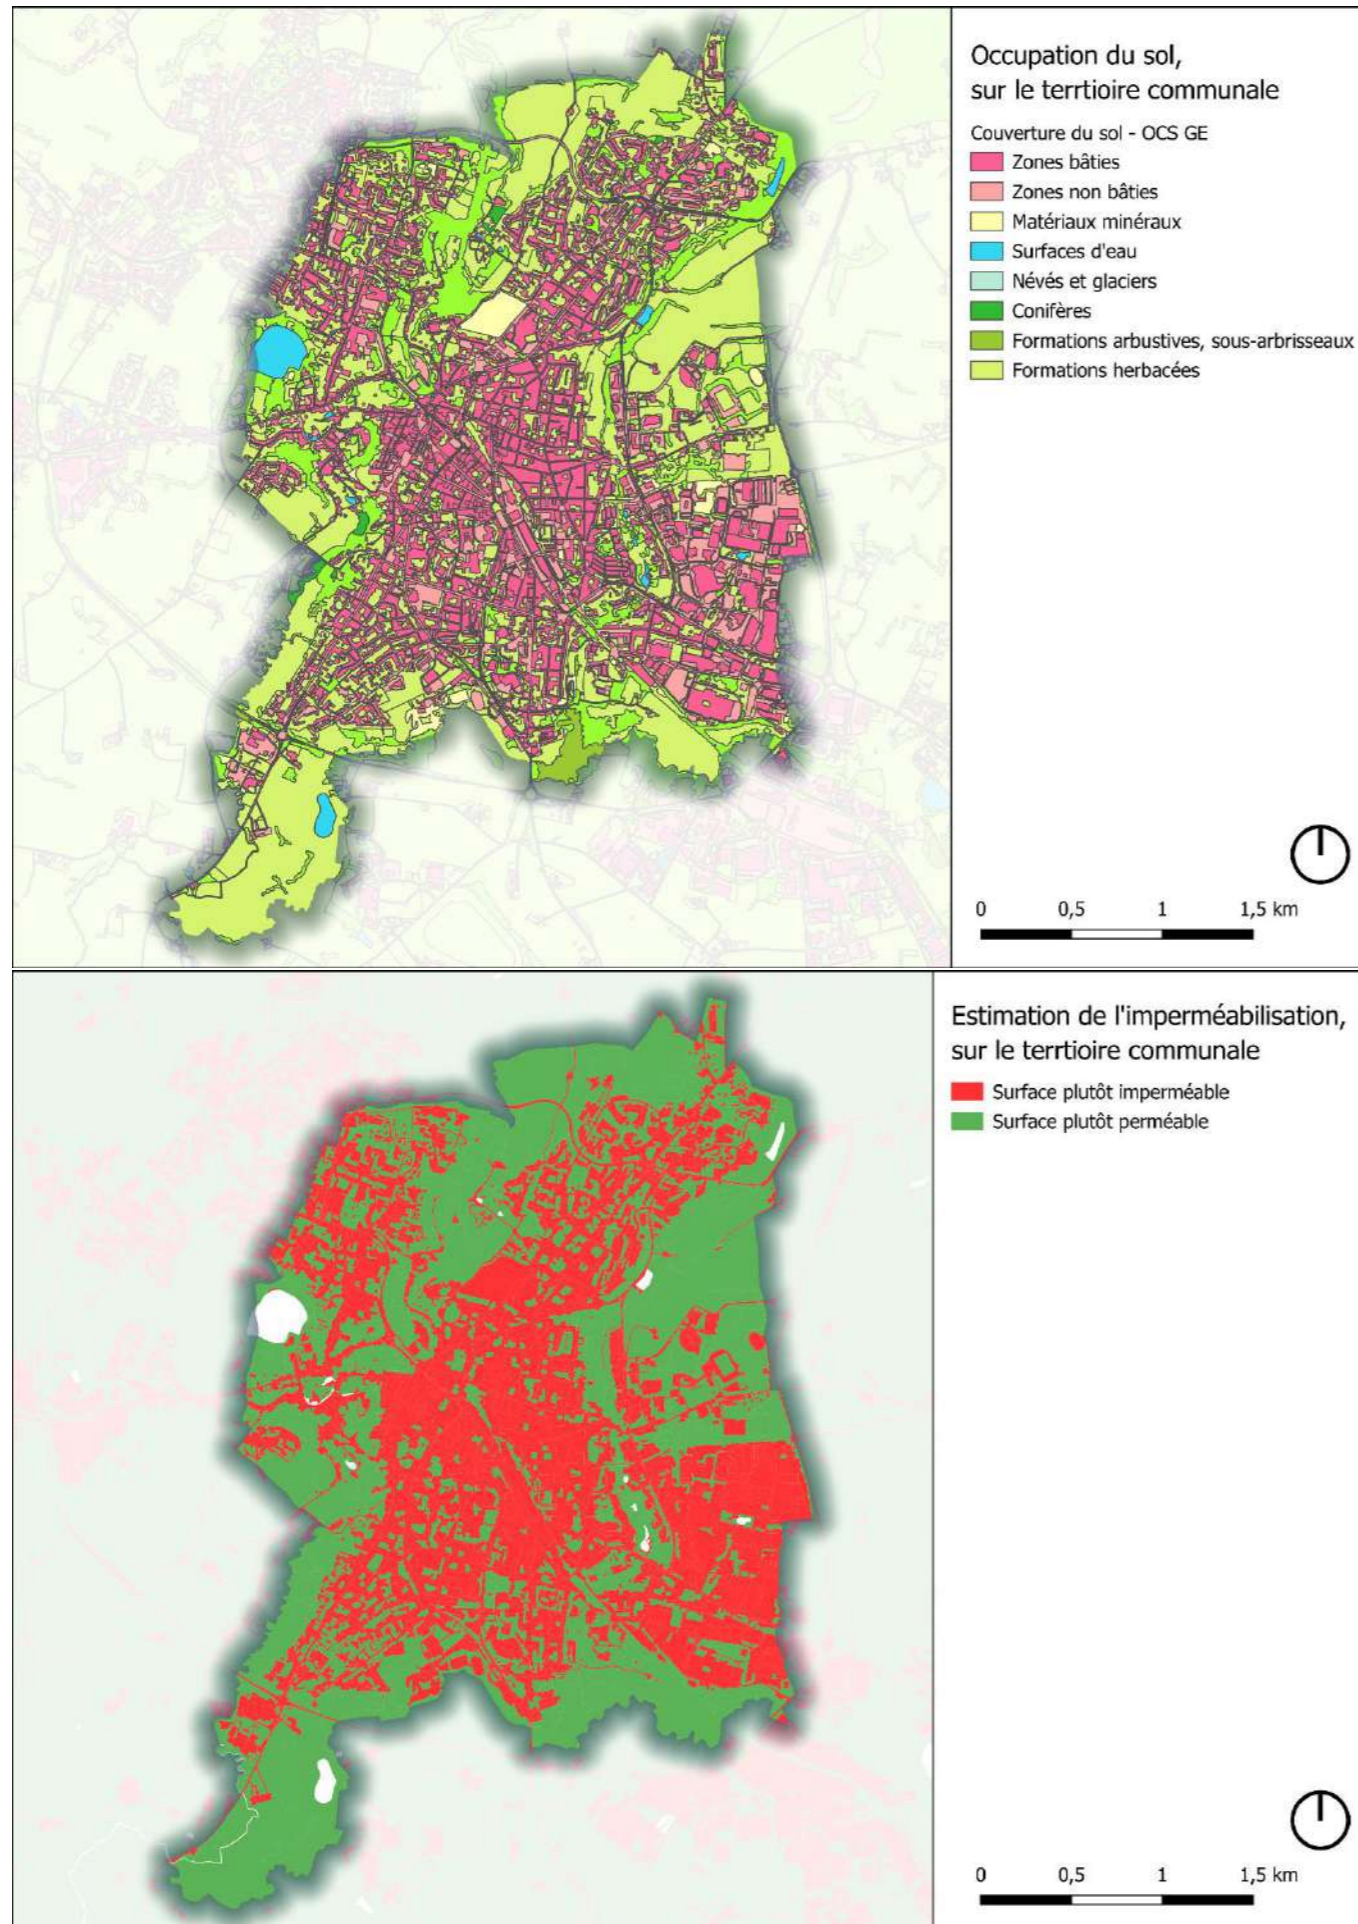 Occupation du sol,
sur le terrtioire communale
Couverture du sol - OCS GE
Zones bâties
Zones non bâties
Matériaux minéraux
Surfaces d'eau
Névés et glaciers
Conifères
Formations arbustives, sous-arbrisseaux
Formations herbacées
0 0,5 1 1,5 km
Estimation de l'imperméabilisation,
sur le terrtioire communale
Surface plutôt imperméable
Surface plutôt perméable
0 0,5 1 1,5 km